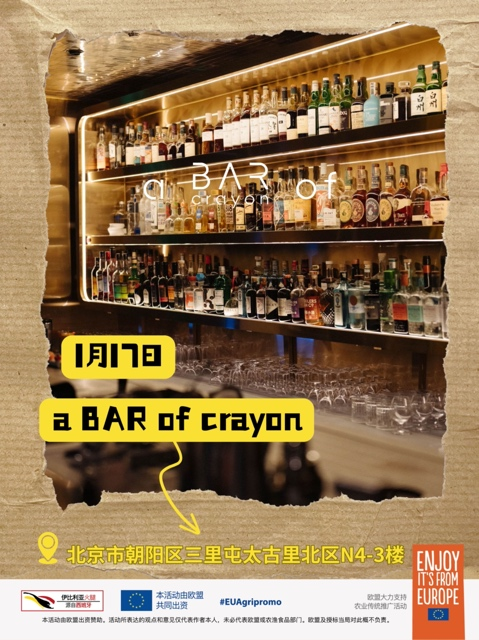 a BAR of
crayon
1月17日
a BAR of crayon
北京市朝阳区三里屯太古里北区N4-3楼
ENJOY
IT'S FROM
EUROPE
伊比利亚火腿
源自西班牙
本活动由欧盟
共同出资
#EUAgripromo
欧盟大力支持
农业传统推广活动
本活动由欧盟出资赞助。活动所表达的观点和意见仅代表作者本人，未必代表欧盟或农渔食品部门。欧盟及授权当局对此概不负责。